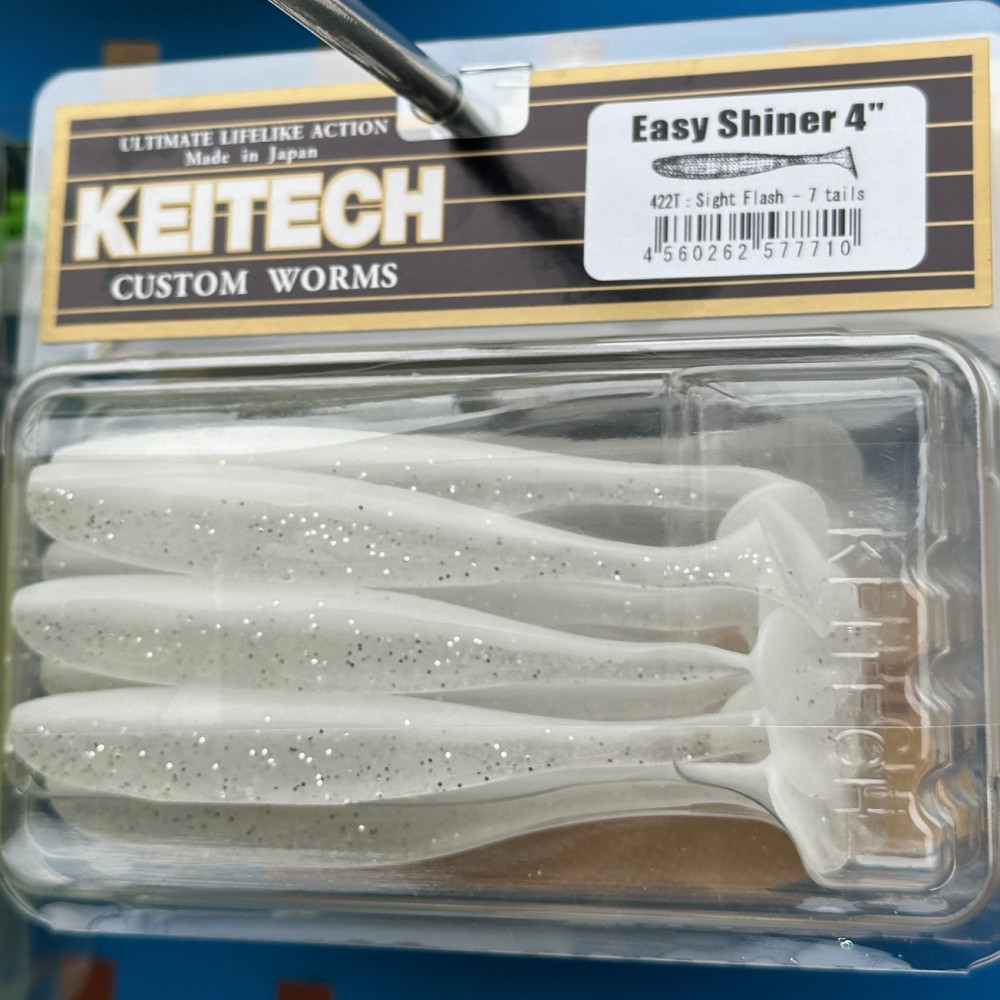 ULTIMATE LIFELIKE ACTION
Made in Japan
KEITECH
CUSTOM WORMS
Easy Shiner 4"
422T : Sight Flash - 7 tails
4 560262 577710
KEITECH